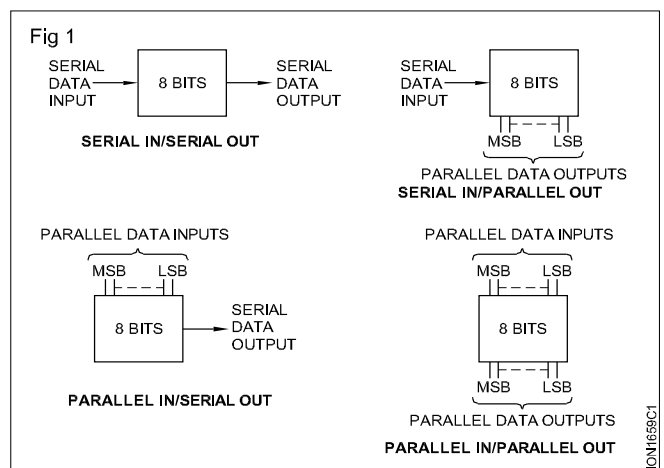 Fig 1
SERIAL
DATA
INPUT
8 BITS
SERIAL
DATA
OUTPUT
SERIAL IN/SERIAL OUT
SERIAL
DATA
INPUT
8 BITS
MSB LSB
PARALLEL DATA OUTPUTS
SERIAL IN/PARALLEL OUT
PARALLEL DATA INPUTS
MSB LSB
8 BITS
SERIAL
DATA
OUTPUT
PARALLEL IN/SERIAL OUT
PARALLEL DATA INPUTS
MSB LSB
8 BITS
MSB LSB
PARALLEL DATA OUTPUTS
PARALLEL IN/PARALLEL OUT
ION1659C1